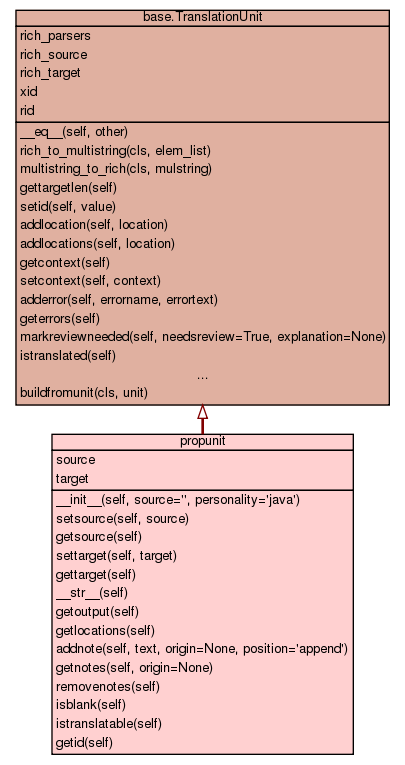 base.TranslationUnit
rich_parsers
rich_source
rich_target
xid
rid
__eq__(self, other)
rich_to_multistring(cls, elem_list)
multistring_to_rich(cls, mulstring)
gettargetlen(self)
setid(self, value)
addlocation(self, location)
addlocations(self, location)
getcontext(self)
setcontext(self, context)
adderror(self, errorname, errortext)
geterrors(self)
markreviewneeded(self, needsreview=True, explanation=None)
istranslated(self)
...
buildfromunit(cls, unit)
propunit
source
target
__init__(self, source='', personality='java')
setsource(self, source)
getsource(self)
settarget(self, target)
gettarget(self)
__str__(self)
getoutput(self)
getlocations(self)
addnote(self, text, origin=None, position='append')
getnotes(self, origin=None)
removenotes(self)
isblank(self)
istranslatable(self)
getid(self)